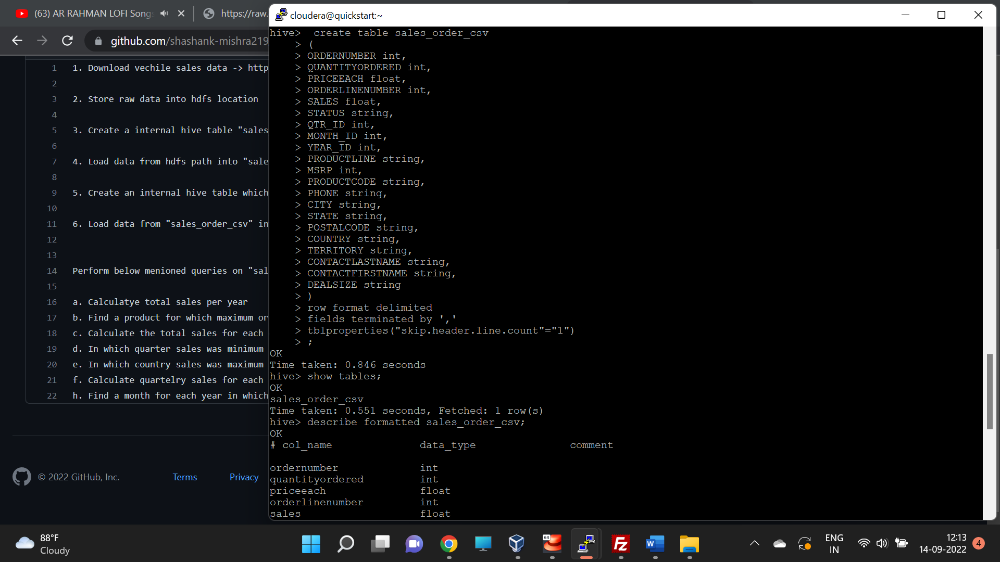 (63) AR RAHMAN LOFI Song
https://raw.
cloudera@quickstart:~
github.com/shashank-mishra219
1 1. Download vechile sales data -> http
2
3 2. Store raw data into hdfs location
4
5 3. Create a internal hive table "sales_
6
7 4. Load data from hdfs path into "sale
8
9 5. Create an internal hive table which
10
11 6. Load data from "sales_order_csv" in
12
13
14 Perform below menioned queries on "sal
15
16 a. Calculatye total sales per year
17 b. Find a product for which maximum or
18 c. Calculate the total sales for each
19 d. In which quarter sales was minimum
20 e. In which country sales was maximum
21 f. Calculate quartelry sales for each
22 h. Find a month for each year in which
© 2022 GitHub, Inc. Terms Privacy
hive>  create table sales_order_csv
> (
> ORDERNUMBER int,
> QUANTITYORDERED int,
> PRICEEACH float,
> ORDERLINENUMBER int,
> SALES float,
> STATUS string,
> QTR_ID int,
> MONTH_ID int,
> YEAR_ID int,
> PRODUCTLINE string,
> MSRP int,
> PRODUCTCODE string,
> PHONE string,
> CITY string,
> STATE string,
> POSTALCODE string,
> COUNTRY string,
> TERRITORY string,
> CONTACTLASTNAME string,
> CONTACTFIRSTNAME string,
> DEALSIZE string
> )
> row format delimited
> fields terminated by ','
> tblproperties("skip.header.line.count"="1")
> ;
OK
Time taken: 0.846 seconds
hive> show tables;
OK
sales_order_csv
Time taken: 0.551 seconds, Fetched: 1 row(s)
hive> describe formatted sales_order_csv;
OK
# col_name data_type comment
ordernumber int
quantityordered int
priceeach float
orderlinenumber int
sales float
88°F
Cloudy
64
Fz
W
ENG
IN
12:13
14-09-2022
4